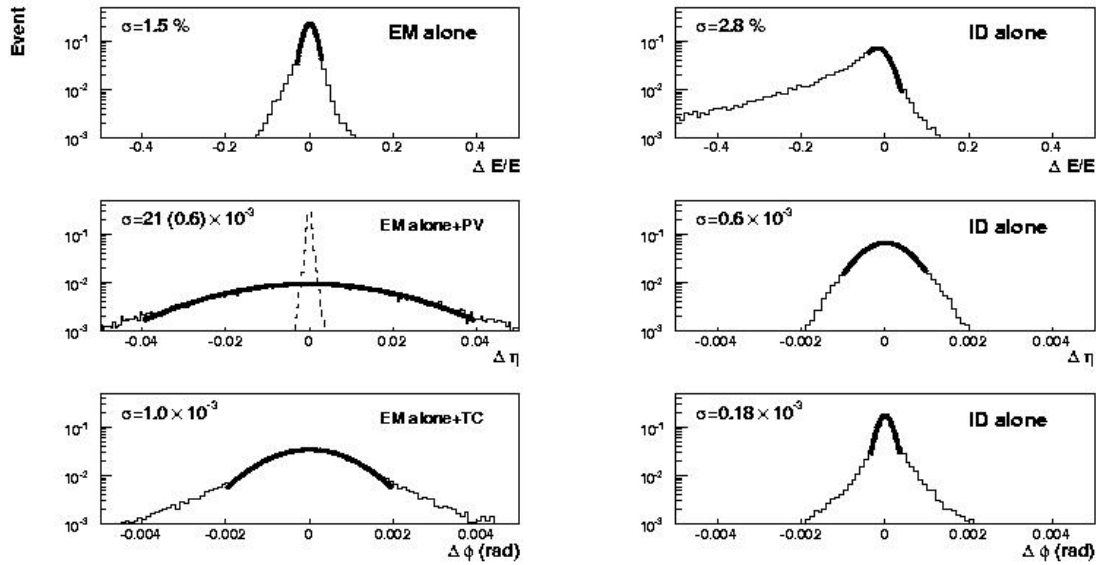 Event
σ=1.5 %
EM alone
10⁻¹
10⁻²
10⁻³
-0.4 -0.2 0 0.2 0.4
Δ E/E
σ=2.8 %
ID alone
10⁻¹
10⁻²
10⁻³
-0.4 -0.2 0 0.2 0.4
Δ E/E
σ=21 (0.6) × 10⁻³
EM alone+PV
10⁻¹
10⁻²
10⁻³
-0.04 -0.02 0 0.02 0.04
Δ η
σ=0.6 × 10⁻³
ID alone
10⁻¹
10⁻²
10⁻³
-0.004 -0.002 0 0.002 0.004
Δ η
σ=1.0 × 10⁻³
EM alone+TC
10⁻¹
10⁻²
10⁻³
-0.004 -0.002 0 0.002 0.004
Δ ϕ (rad)
σ=0.18 × 10⁻³
ID alone
10⁻¹
10⁻²
10⁻³
-0.004 -0.002 0 0.002 0.004
Δ ϕ (rad)